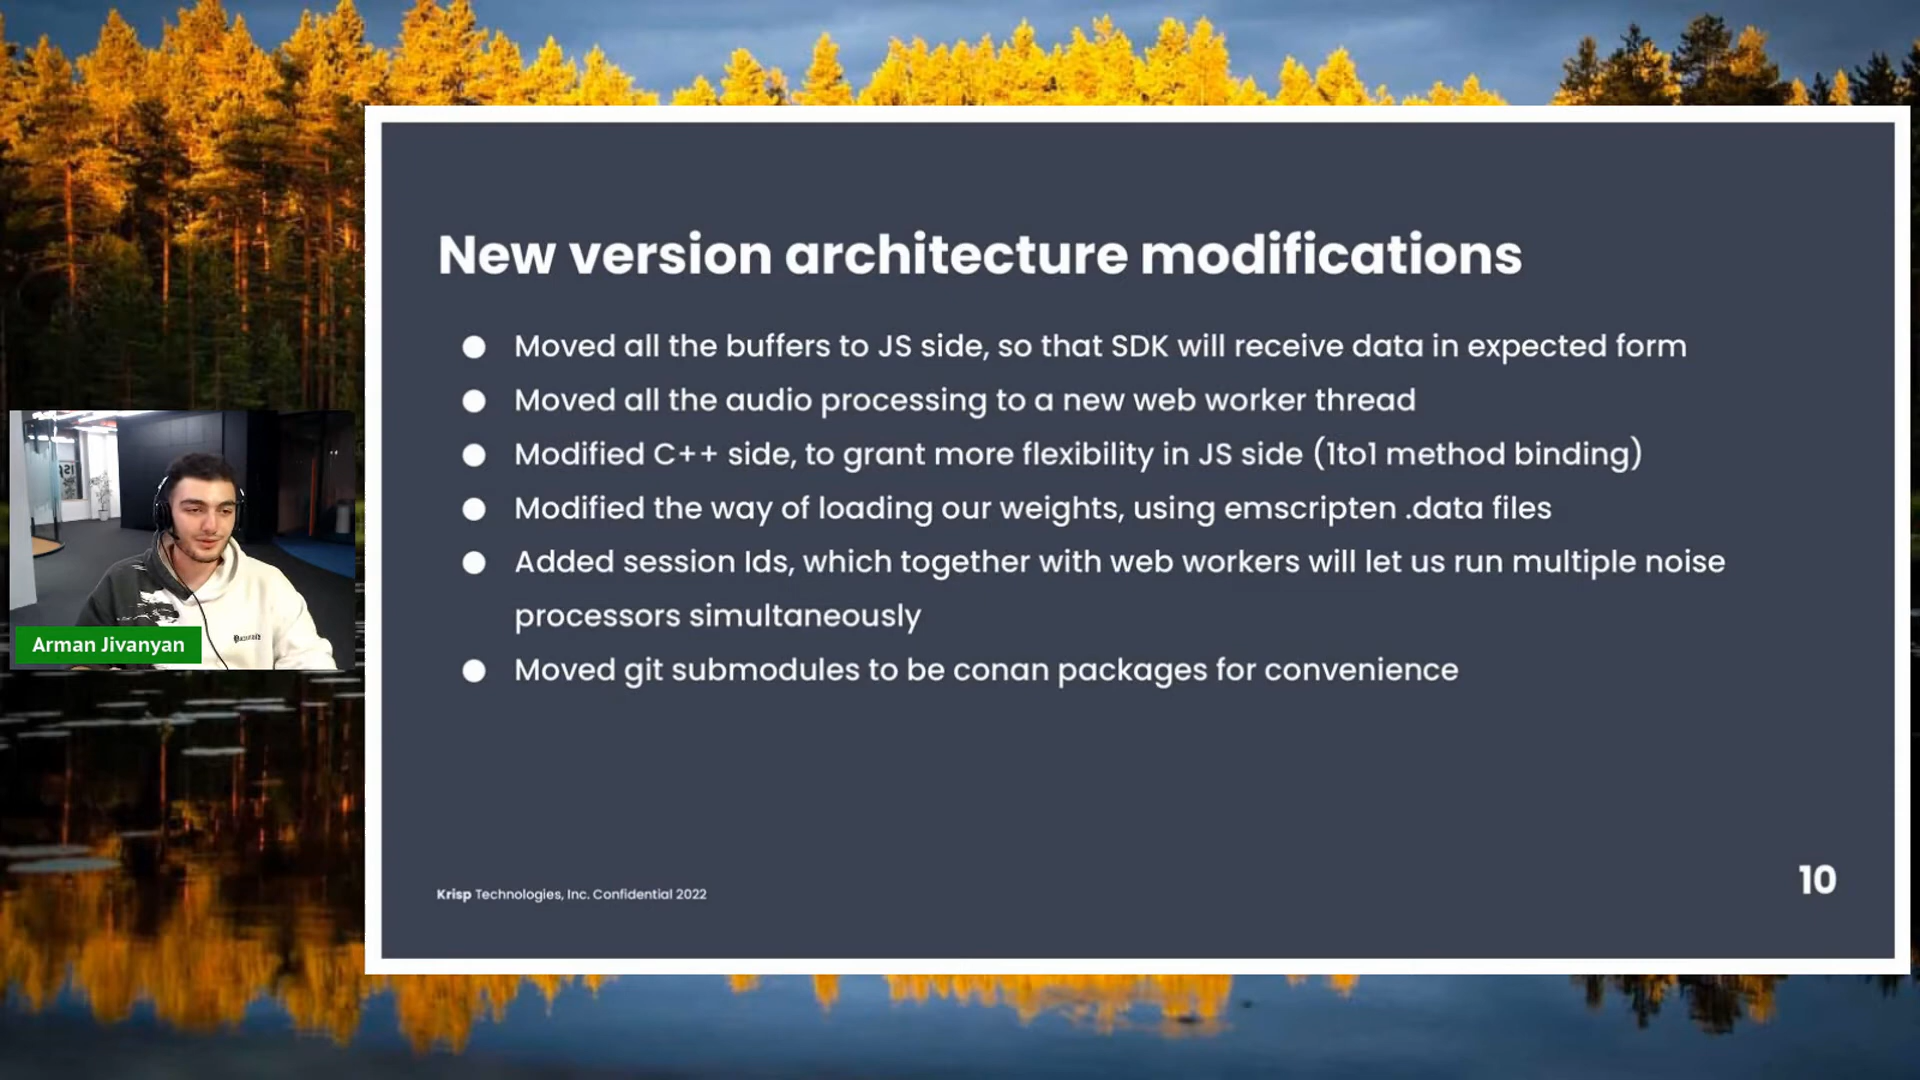 New version architecture modifications
● Moved all the buffers to JS side, so that SDK will receive data in expected form
● Moved all the audio processing to a new web worker thread
● Modified C++ side, to grant more flexibility in JS side (1to1 method binding)
● Modified the way of loading our weights, using emscripten .data files
● Added session Ids, which together with web workers will let us run multiple noise
processors simultaneously
● Moved git submodules to be conan packages for convenience
Arman Jivanyan
Krisp Technologies, Inc. Confidential 2022
10